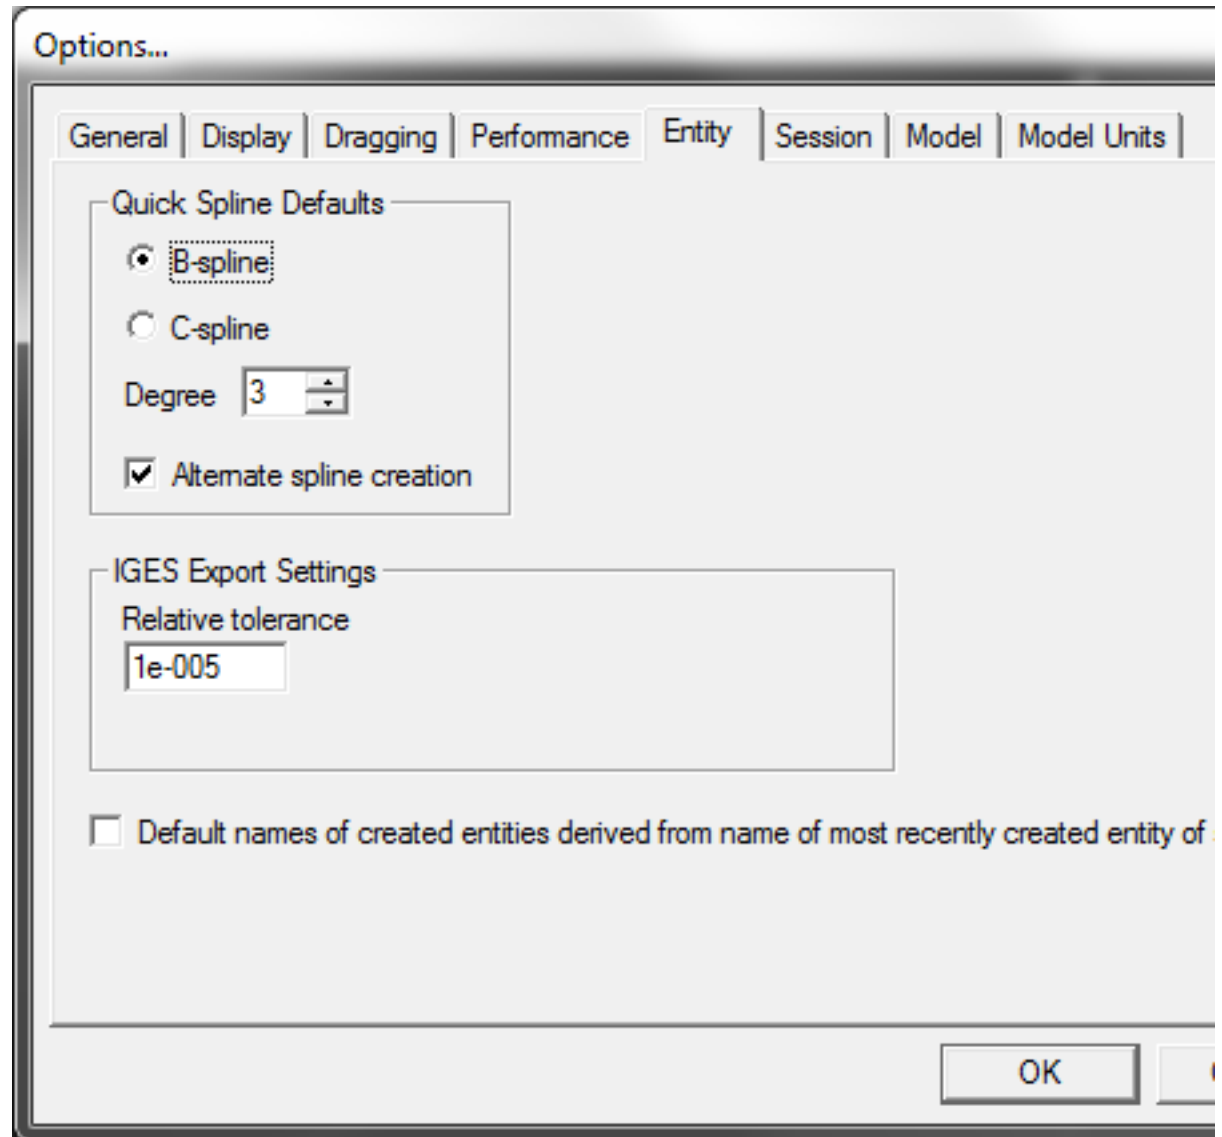 Options...
General Display Dragging Performance Entity Session Model Model Units
Quick Spline Defaults
B-spline
C-spline
Degree 3
Alternate spline creation
IGES Export Settings
Relative tolerance
1e-005
Default names of created entities derived from name of most recently created entity of
OK